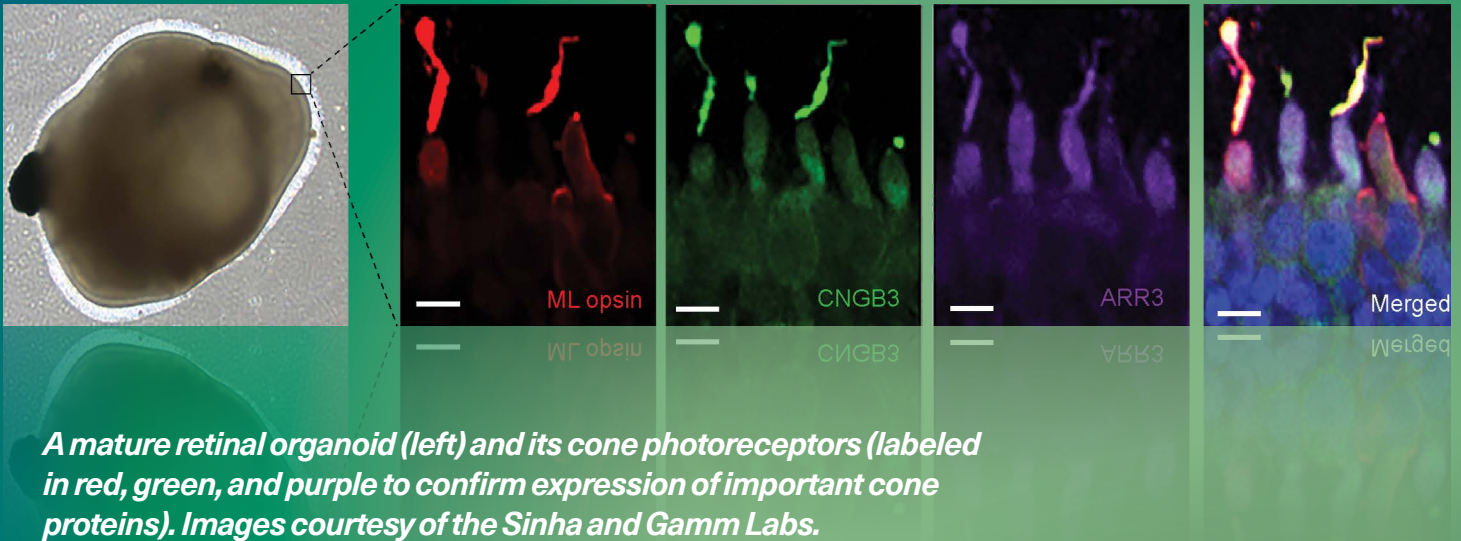 ML opsin
CNGB3
ARR3
Merged
A mature retinal organoid (left) and its cone photoreceptors (labeled
in red, green, and purple to confirm expression of important cone
proteins). Images courtesy of the Sinha and Gamm Labs.